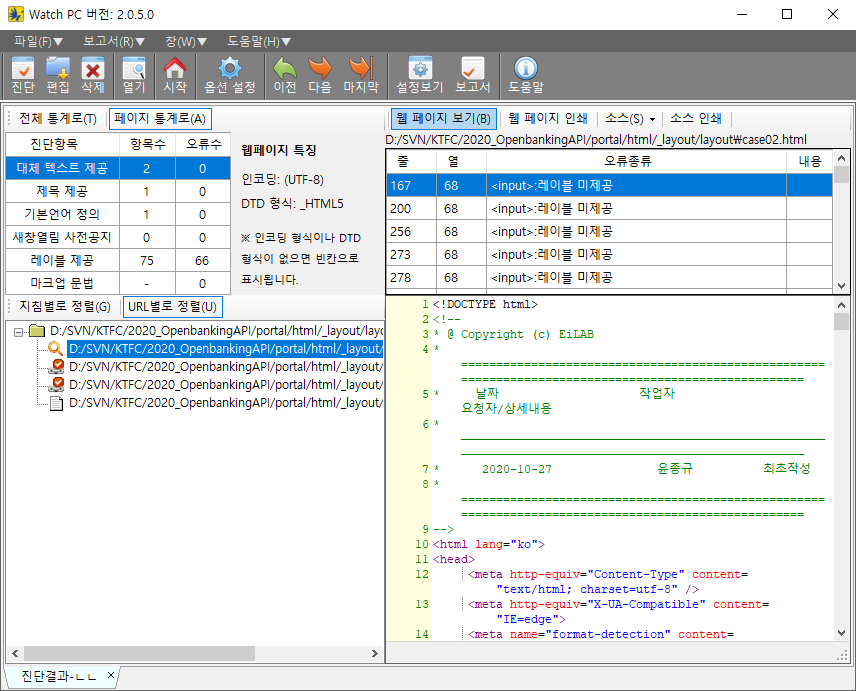 Watch PC 버전: 2.0.5.0
파일(F)▼ 보고서(R)▼ 창(W)▼ 도움말(H)▼
진단 편집 삭제 열기 시작 옵션 설정 이전 다음 마지막 설정보기 보고서 도움말
전체 통계로(T) 페이지 통계로(A)
진단항목 항목수 오류수
대체 텍스트 제공 2 0
제목 제공 1 0
기본언어 정의 1 0
새창열림 사전공지 0 0
레이블 제공 75 66
마크업 문법 - 0
웹페이지 특징
인코딩: (UTF-8)
DTD 형식: _HTML5
※ 인코딩 형식이나 DTD
형식이 없으면 빈칸으로
표시됩니다.
지침별로 정렬(G) URL별로 정렬(U)
D:/SVN/KTFC/2020_OpenbankingAPI/portal/html/_layout/layo
D:/SVN/KTFC/2020_OpenbankingAPI/portal/html/_layout/
D:/SVN/KTFC/2020_OpenbankingAPI/portal/html/_layout/
D:/SVN/KTFC/2020_OpenbankingAPI/portal/html/_layout/
D:/SVN/KTFC/2020_OpenbankingAPI/portal/html/_layout/
웹 페이지 보기(B) 웹 페이지 인쇄 소스(S) 소스 인쇄
D:/SVN/KTFC/2020_OpenbankingAPI/portal/html/_layout/layout₩case02.html
줄 열 오류종류 내용
167 68 <input>:레이블 미제공
200 68 <input>:레이블 미제공
256 68 <input>:레이블 미제공
273 68 <input>:레이블 미제공
278 68 <input>:레이블 미제공
1 <!DOCTYPE html>
2 <!--
3 * @ Copyright (c) EiLAB
4 *
====================================================
=================================================
5 * 날짜 작업자
요청자/상세내용
6 *
7 * 2020-10-27 윤종규 최초작성
8 *
====================================================
=================================================
9 -->
10 <html lang="ko">
11 <head>
12 <meta http-equiv="Content-Type" content=
"text/html; charset=utf-8" />
13 <meta http-equiv="X-UA-Compatible" content=
"IE=edge">
14 <meta name="format-detection" content=
진단결과-ㄴㄴ ×